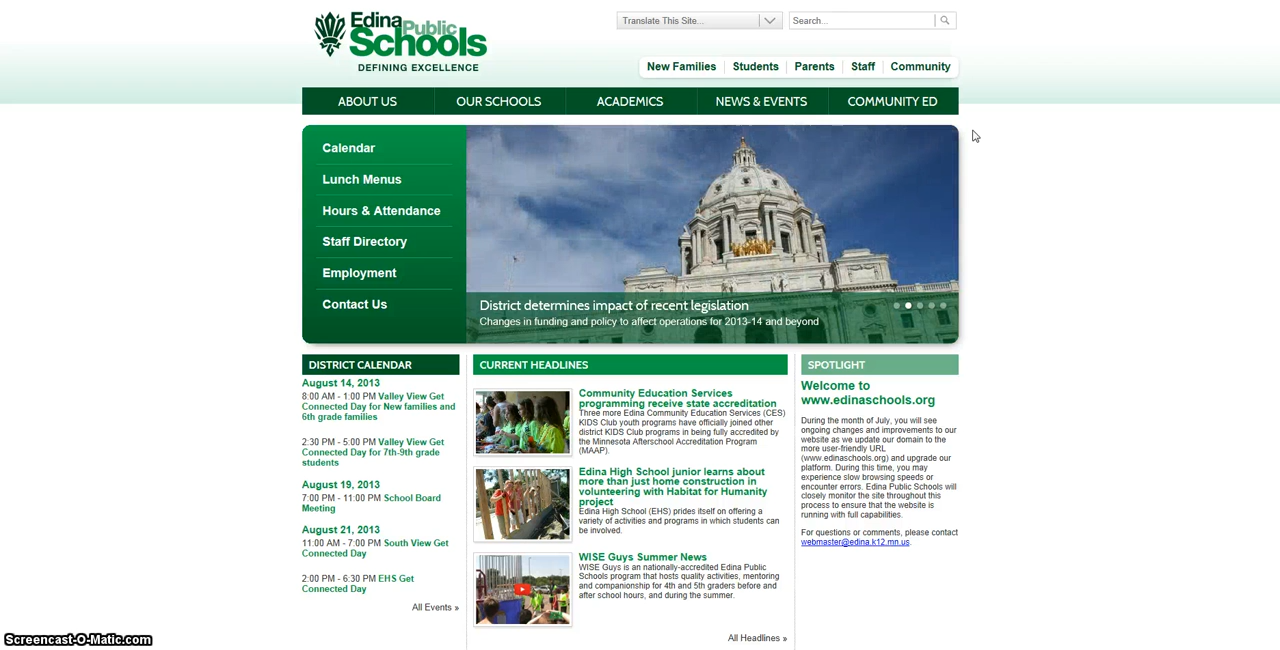 Edina Public
Schools
DEFINING EXCELLENCE
Translate This Site...
Search...
New Families Students Parents Staff Community
ABOUT US OUR SCHOOLS ACADEMICS NEWS & EVENTS COMMUNITY ED
Calendar
Lunch Menus
Hours & Attendance
Staff Directory
Employment
Contact Us
District determines impact of recent legislation
Changes in funding and policy to affect operations for 2013-14 and beyond
DISTRICT CALENDAR
August 14, 2013
8:00 AM - 1:00 PM Valley View Get
Connected Day for New families and
6th grade families
2:30 PM - 5:00 PM Valley View Get
Connected Day for 7th-9th grade
students
August 19, 2013
7:00 PM - 11:00 PM School Board
Meeting
August 21, 2013
11:00 AM - 7:00 PM South View Get
Connected Day
2:00 PM - 6:30 PM EHS Get
Connected Day
All Events »
CURRENT HEADLINES
Community Education Services
programming receive state accreditation
Three more Edina Community Education Services (CES)
KIDS Club youth programs have officially joined other
district KIDS Club programs in being fully accredited by
the Minnesota Afterschool Accreditation Program
(MAAP).
Edina High School junior learns about
more than just home construction in
volunteering with Habitat for Humanity
project
Edina High School (EHS) prides itself on offering a
variety of activities and programs in which students can
be involved.
WISE Guys Summer News
WISE Guys is an nationally-accredited Edina Public
Schools program that hosts quality activities, mentoring
and companionship for 4th and 5th graders before and
after school hours, and during the summer.
All Headlines »
SPOTLIGHT
Welcome to
www.edinaschools.org
During the month of July, you will see
ongoing changes and improvements to our
website as we update our domain to the
more user-friendly URL
(www.edinaschools.org) and upgrade our
platform. During this time, you may
experience slow browsing speeds or
encounter errors. Edina Public Schools will
closely monitor the site throughout this
process to ensure that the website is
running with full capabilities.
For questions or comments, please contact
webmaster@edina.k12.mn.us.
Screencast-O-Matic.com